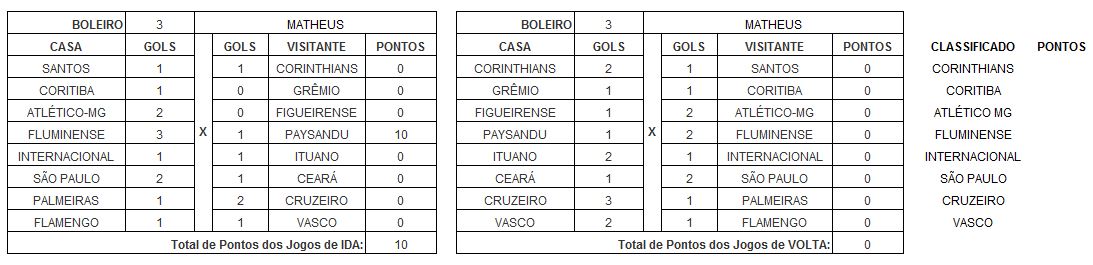 BOLEIRO 3 MATHEUS BOLEIRO 3 MATHEUS
CASA GOLS GOLS VISITANTE PONTOS CASA GOLS GOLS VISITANTE PONTOS CLASSIFICADO PONTOS
SANTOS 1 1 CORINTHIANS 0 CORINTHIANS 2 1 SANTOS 0 CORINTHIANS
CORITIBA 1 0 GRÊMIO 0 GRÊMIO 1 1 CORITIBA 0 CORITIBA
ATLÉTICO-MG 2 0 FIGUEIRENSE 0 FIGUEIRENSE 1 2 ATLÉTICO-MG 0 ATLÉTICO MG
FLUMINENSE 3 X 1 PAYSANDU 10 PAYSANDU 1 X 2 FLUMINENSE 0 FLUMINENSE
INTERNACIONAL 1 1 ITUANO 0 ITUANO 2 1 INTERNACIONAL 0 INTERNACIONAL
SÃO PAULO 2 1 CEARÁ 0 CEARÁ 1 2 SÃO PAULO 0 SÃO PAULO
PALMEIRAS 1 2 CRUZEIRO 0 CRUZEIRO 3 1 PALMEIRAS 0 CRUZEIRO
FLAMENGO 1 1 VASCO 0 VASCO 2 1 FLAMENGO 0 VASCO
Total de Pontos dos Jogos de IDA: 10 Total de Pontos dos Jogos de VOLTA: 0